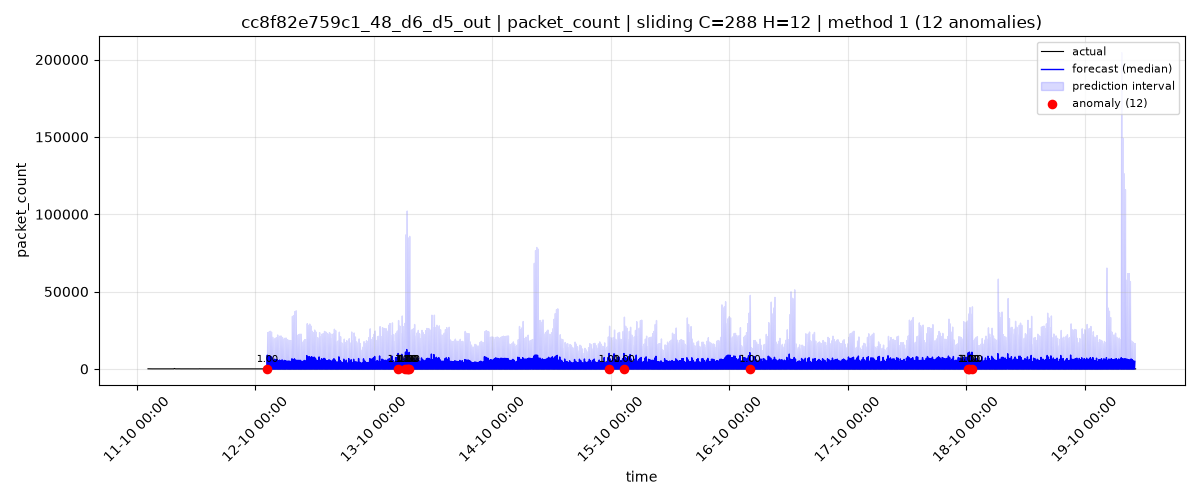 cc8f82e759c1_48_d6_d5_out | packet_count | sliding C=288 H=12 | method 1 (12 anomalies)
actual
forecast (median)
prediction interval
anomaly (12)
packet_count
200000
150000
100000
50000
0
11-10 00:00
12-10 00:00
13-10 00:00
14-10 00:00
15-10 00:00
16-10 00:00
17-10 00:00
18-10 00:00
19-10 00:00
time